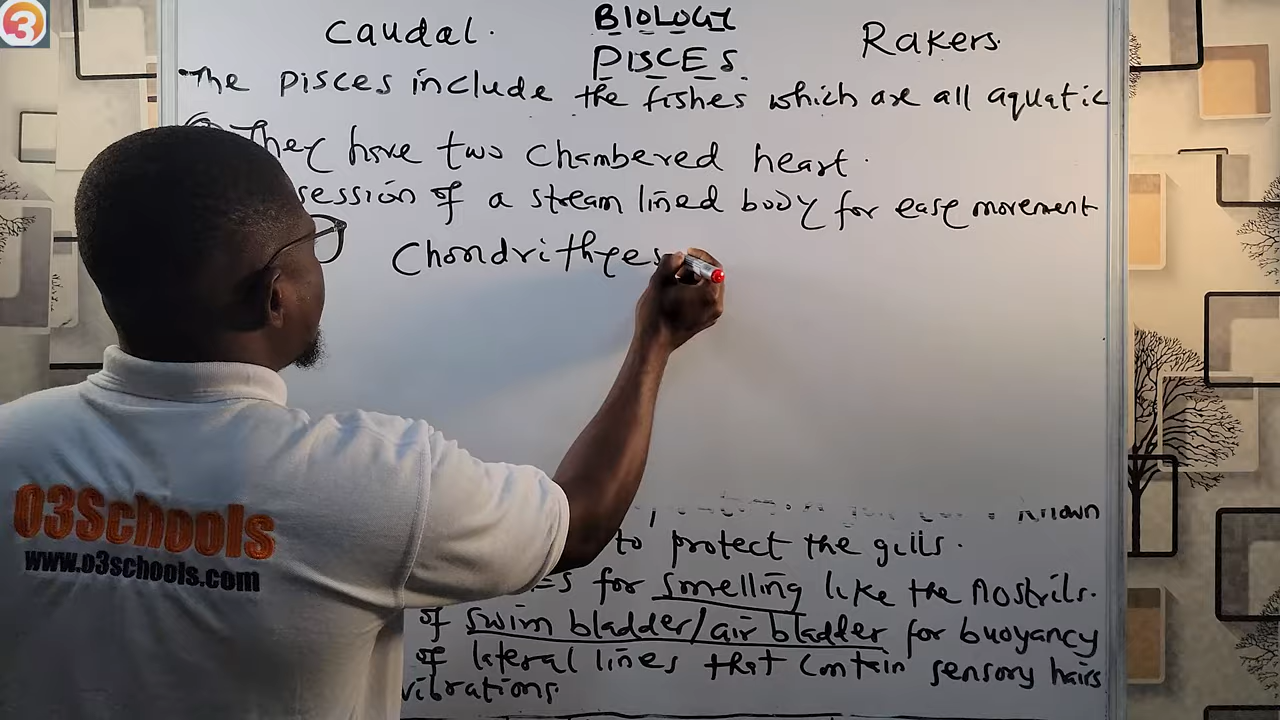 3
Caudal.
BIOLOGY
PISCES.
Rakers.
The Pisces include the fishes which are all aquatic
They have two Chambered heart.
session of a stream lined body for ease movement
Chondrithyes
known
to protect the gills.
for smelling like the Nostrils.
of swim bladder/air bladder for buoyancy
of lateral lines that Contain sensory hairs
vibrations.
O3Schools
www.o3schools.com